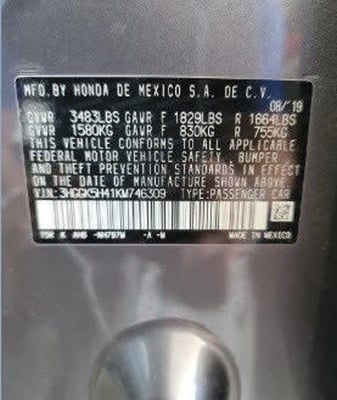 MFD.BY HONDA DE MEXICO S.A. DE C.V.
08/'19
GVWR 3483LBS GAWR F 1829LBS R 1664LBS
GVWR 1580KG GAWR F 830KG R 755KG
THIS VEHICLE CONFORMS TO ALL APPLICABLE
FEDERAL MOTOR VEHICLE SAFETY, BUMPER
AND THEFT PREVENTION STANDARDS IN EFFECT
ON THE DATE OF MANUFACTURE SHOWN ABOVE.
VIN: 3HGGK5H41KM746309 TYPE:PASSENGER CAR
NH797M -A -M MADE IN MEXICO